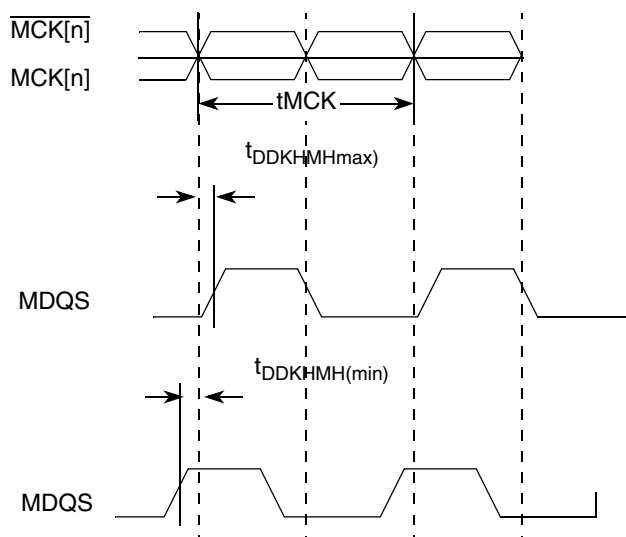 MCK[n]
MCK[n]
tMCK
tDDKHMHmax)
MDQS
tDDKHMH(min)
MDQS